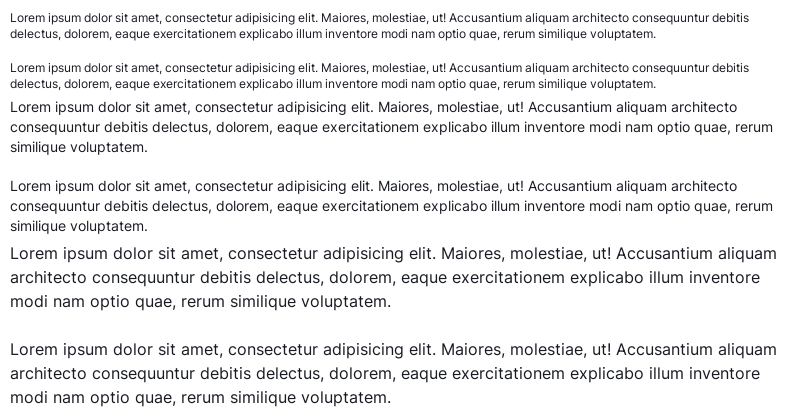 Lorem ipsum dolor sit amet, consectetur adipisicing elit. Maiores, molestiae, ut! Accusantium aliquam architecto consequuntur debitis
delectus, dolorem, eaque exercitationem explicabo illum inventore modi nam optio quae, rerum similique voluptatem.
Lorem ipsum dolor sit amet, consectetur adipisicing elit. Maiores, molestiae, ut! Accusantium aliquam architecto consequuntur debitis
delectus, dolorem, eaque exercitationem explicabo illum inventore modi nam optio quae, rerum similique voluptatem.
Lorem ipsum dolor sit amet, consectetur adipisicing elit. Maiores, molestiae, ut! Accusantium aliquam architecto
consequuntur debitis delectus, dolorem, eaque exercitationem explicabo illum inventore modi nam optio quae, rerum
similique voluptatem.
Lorem ipsum dolor sit amet, consectetur adipisicing elit. Maiores, molestiae, ut! Accusantium aliquam architecto
consequuntur debitis delectus, dolorem, eaque exercitationem explicabo illum inventore modi nam optio quae, rerum
similique voluptatem.
Lorem ipsum dolor sit amet, consectetur adipisicing elit. Maiores, molestiae, ut! Accusantium aliquam
architecto consequuntur debitis delectus, dolorem, eaque exercitationem explicabo illum inventore
modi nam optio quae, rerum similique voluptatem.
Lorem ipsum dolor sit amet, consectetur adipisicing elit. Maiores, molestiae, ut! Accusantium aliquam
architecto consequuntur debitis delectus, dolorem, eaque exercitationem explicabo illum inventore
modi nam optio quae, rerum similique voluptatem.